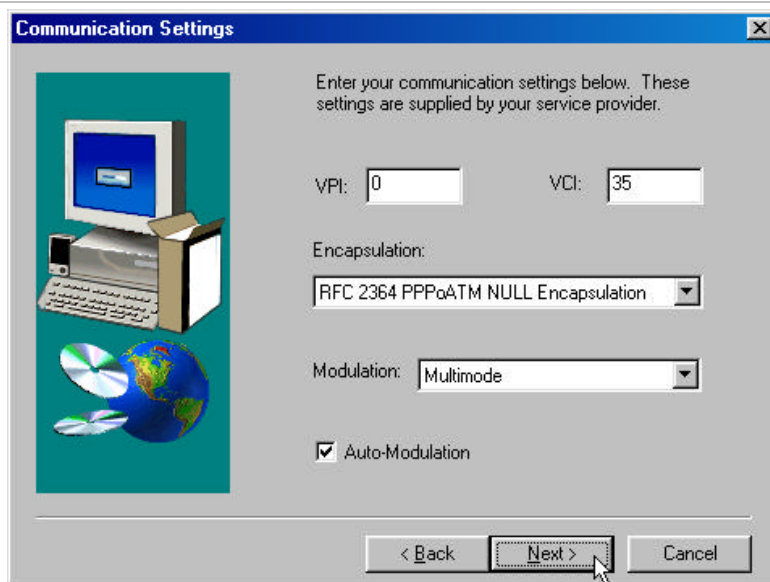 Communication Settings
Enter your communication settings below.  These
settings are supplied by your service provider.
VPI: 0 VCI: 35
Encapsulation:
RFC 2364 PPPoATM NULL Encapsulation
Modulation: Multimode
Auto-Modulation
< Back Next > Cancel